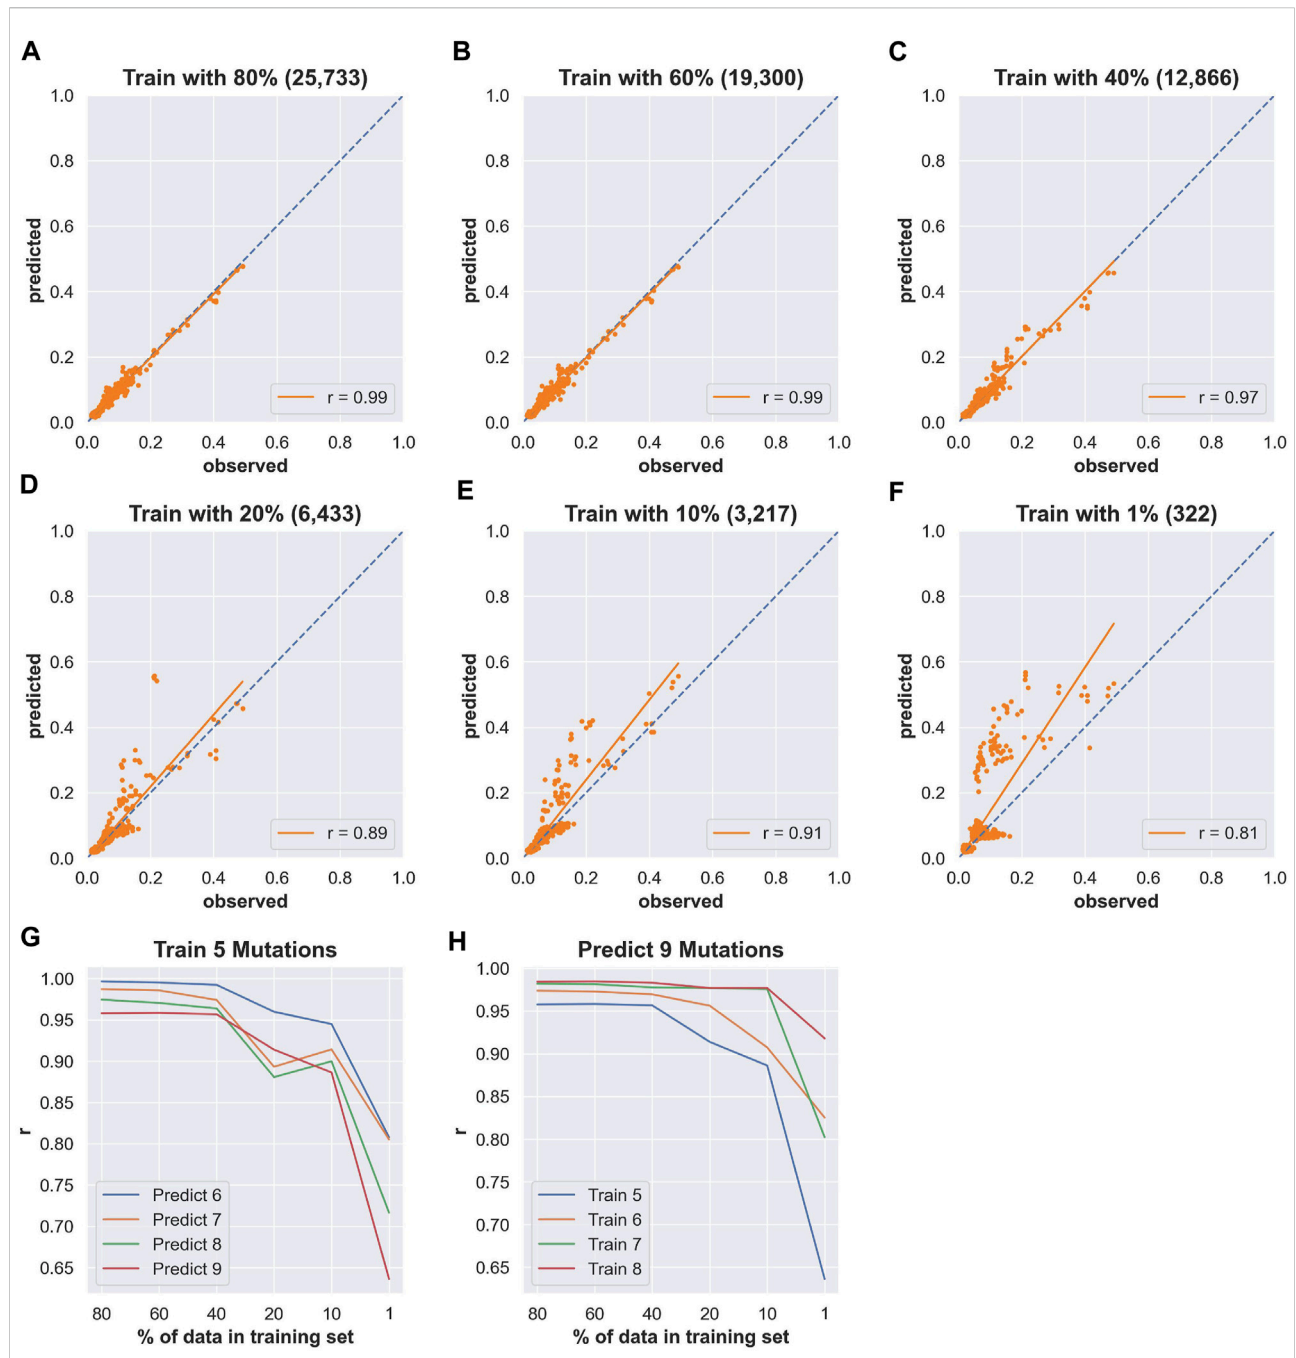 A
Train with 80% (25,733)
1.0
0.8
0.6
0.4
0.2
0.0
predicted
r = 0.99
0.0 0.2 0.4 0.6 0.8 1.0
observed
B
Train with 60% (19,300)
1.0
0.8
0.6
0.4
0.2
0.0
predicted
r = 0.99
0.0 0.2 0.4 0.6 0.8 1.0
observed
C
Train with 40% (12,866)
1.0
0.8
0.6
0.4
0.2
0.0
predicted
r = 0.97
0.0 0.2 0.4 0.6 0.8 1.0
observed
D
Train with 20% (6,433)
1.0
0.8
0.6
0.4
0.2
0.0
predicted
r = 0.89
0.0 0.2 0.4 0.6 0.8 1.0
observed
E
Train with 10% (3,217)
1.0
0.8
0.6
0.4
0.2
0.0
predicted
r = 0.91
0.0 0.2 0.4 0.6 0.8 1.0
observed
F
Train with 1% (322)
1.0
0.8
0.6
0.4
0.2
0.0
predicted
r = 0.81
0.0 0.2 0.4 0.6 0.8 1.0
observed
G
Train 5 Mutations
1.00
0.95
0.90
0.85
0.80
0.75
0.70
0.65
r
Predict 6
Predict 7
Predict 8
Predict 9
80 60 40 20 10 1
% of data in training set
H
Predict 9 Mutations
1.00
0.95
0.90
0.85
0.80
0.75
0.70
0.65
r
Train 5
Train 6
Train 7
Train 8
80 60 40 20 10 1
% of data in training set